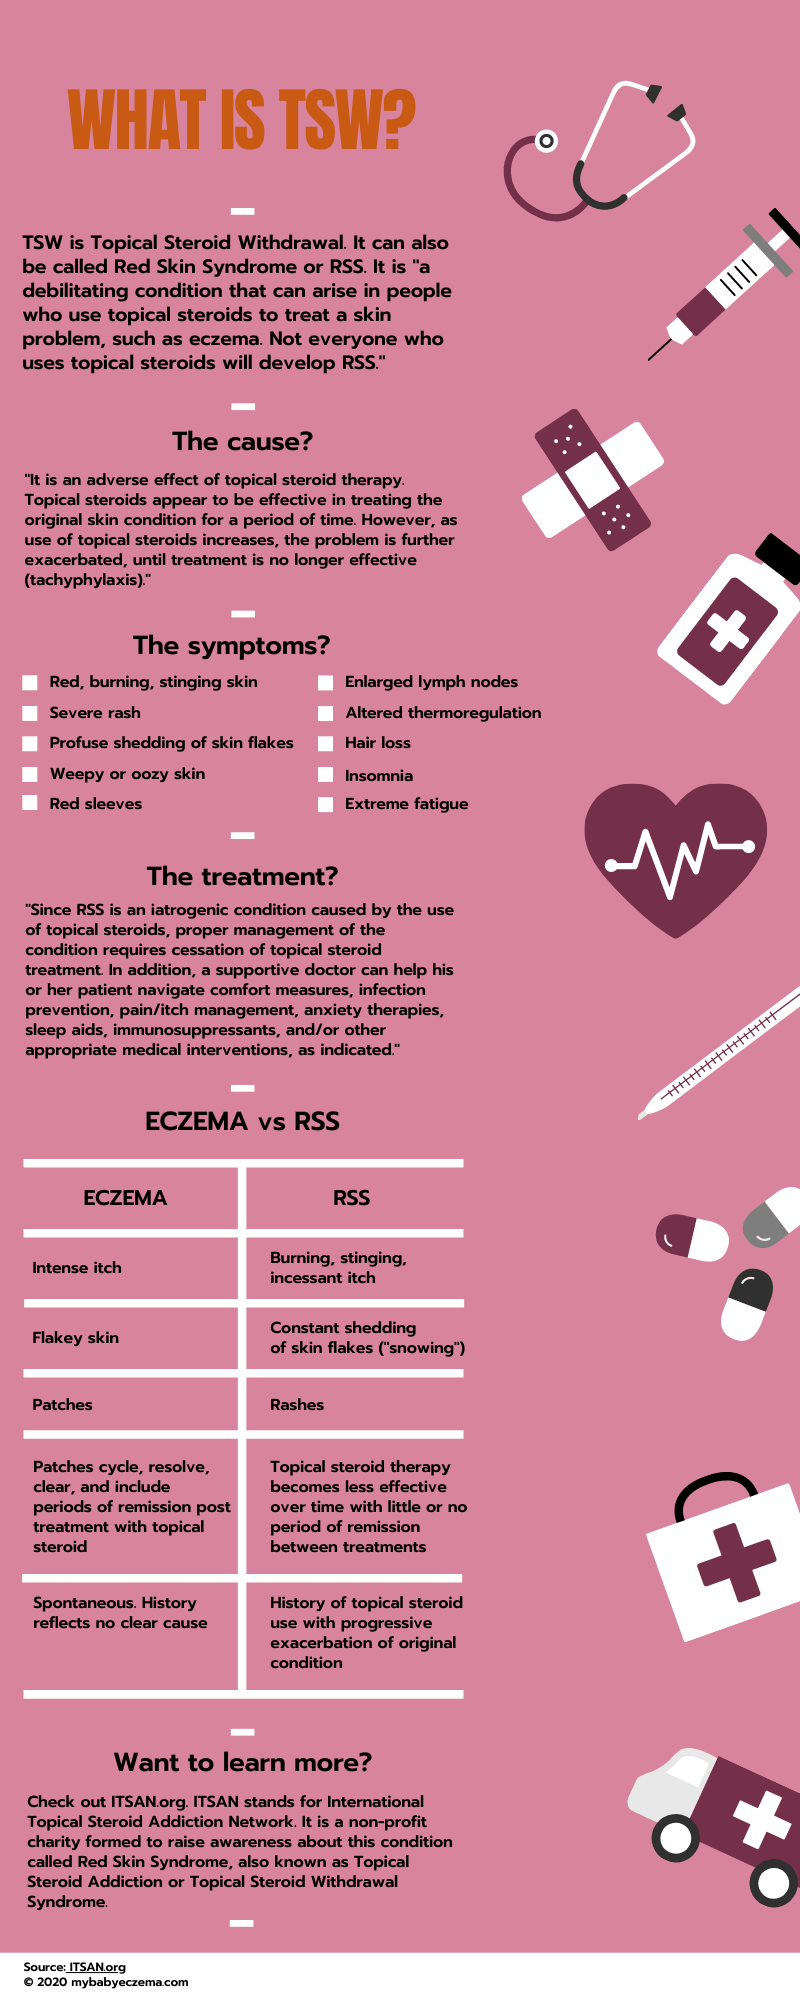 WHAT IS TSW?
TSW is Topical Steroid Withdrawal. It can also
be called Red Skin Syndrome or RSS. It is "a
debilitating condition that can arise in people
who use topical steroids to treat a skin
problem, such as eczema. Not everyone who
uses topical steroids will develop RSS."
The cause?
"It is an adverse effect of topical steroid therapy.
Topical steroids appear to be effective in treating the
original skin condition for a period of time. However, as
use of topical steroids increases, the problem is further
exacerbated, until treatment is no longer effective
(tachyphylaxis)."
The symptoms?
Red, burning, stinging skin
Severe rash
Profuse shedding of skin flakes
Weepy or oozy skin
Red sleeves
Enlarged lymph nodes
Altered thermoregulation
Hair loss
Insomnia
Extreme fatigue
The treatment?
"Since RSS is an iatrogenic condition caused by the use
of topical steroids, proper management of the
condition requires cessation of topical steroid
treatment. In addition, a supportive doctor can help his
or her patient navigate comfort measures, infection
prevention, pain/itch management, anxiety therapies,
sleep aids, immunosuppressants, and/or other
appropriate medical interventions, as indicated."
ECZEMA vs RSS
ECZEMA
RSS
Intense itch
Burning, stinging,
incessant itch
Flakey skin
Constant shedding
of skin flakes ("snowing")
Patches
Rashes
Patches cycle, resolve,
clear, and include
periods of remission post
treatment with topical
steroid
Topical steroid therapy
becomes less effective
over time with little or no
period of remission
between treatments
Spontaneous. History
reflects no clear cause
History of topical steroid
use with progressive
exacerbation of original
condition
Want to learn more?
Check out ITSAN.org. ITSAN stands for International
Topical Steroid Addiction Network. It is a non-profit
charity formed to raise awareness about this condition
called Red Skin Syndrome, also known as Topical
Steroid Addiction or Topical Steroid Withdrawal
Syndrome.
Source: ITSAN.org
© 2020 mybabyeczema.com